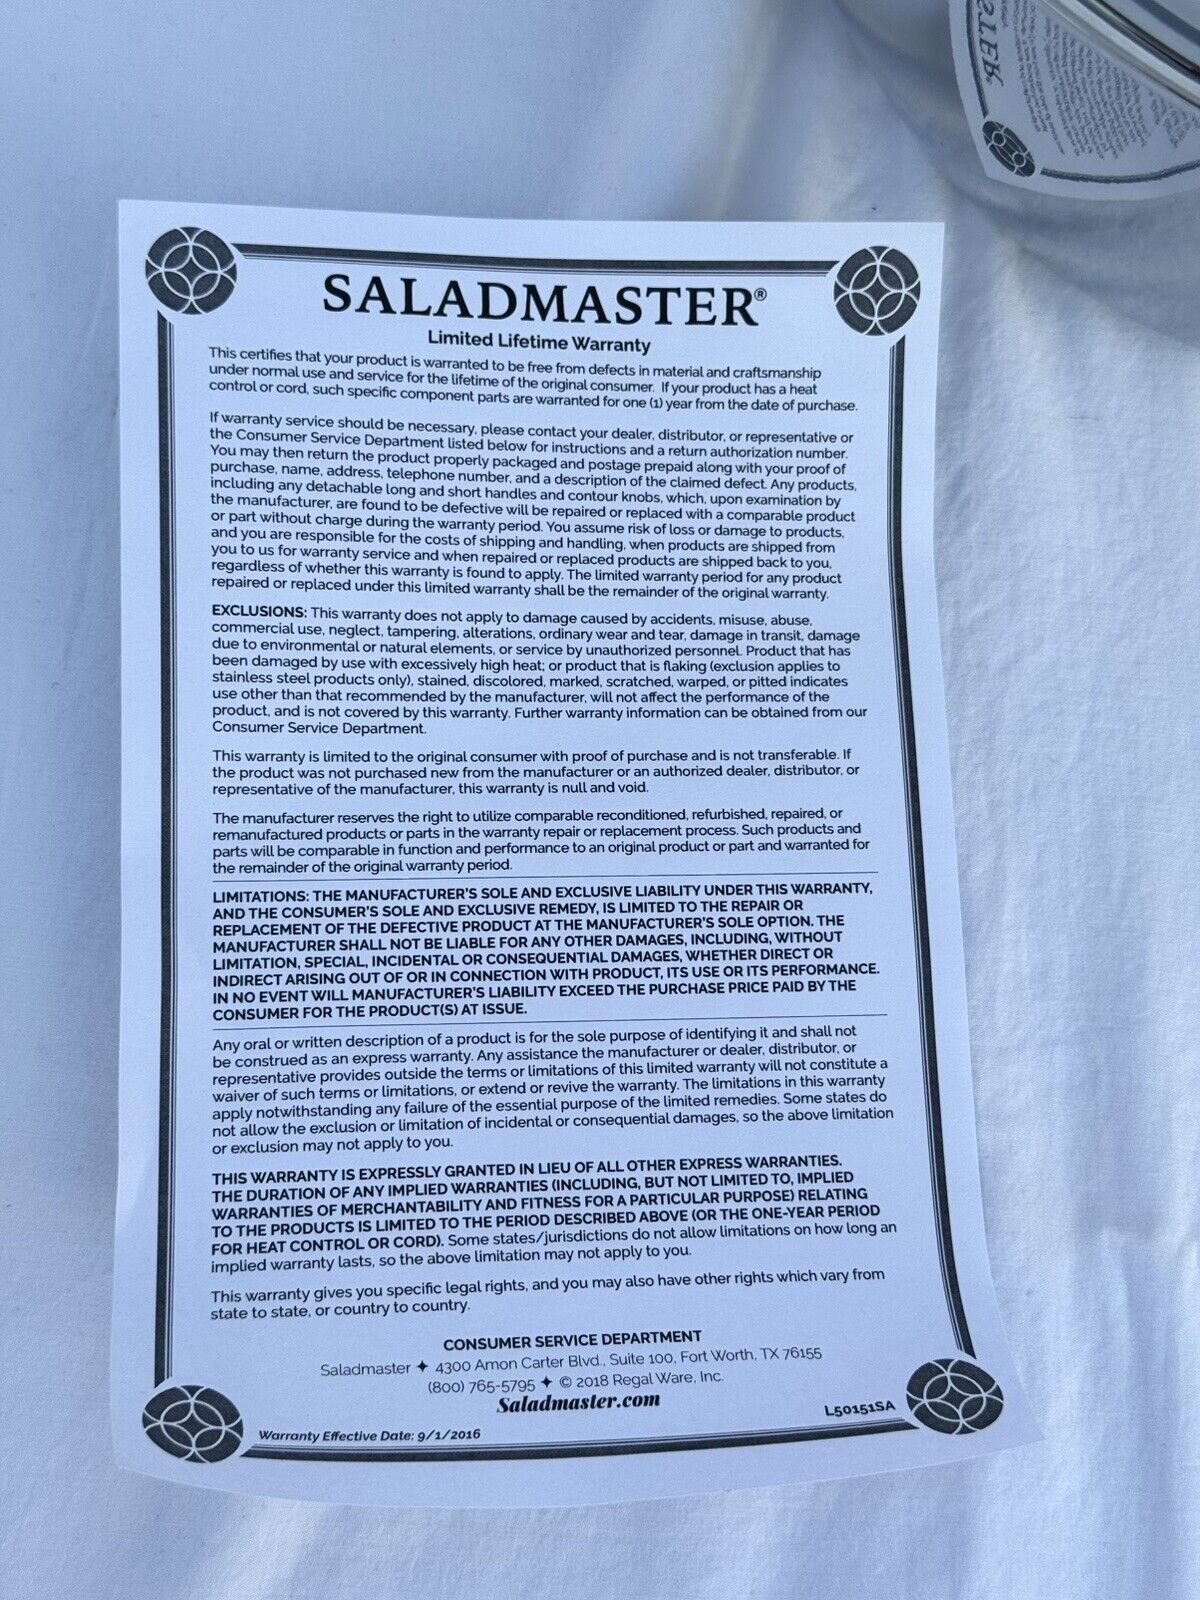 SALADMASTER®
Limited Lifetime Warranty
This certifies that your product is warranted to be free from defects in material and craftsmanship
under normal use and service for the lifetime of the original consumer. If your product has a heat
control or cord, such specific component parts are warranted for one (1) year from the date of purchase.
If warranty service should be necessary, please contact your dealer, distributor, or representative or
the Consumer Service Department listed below for instructions and a return authorization number.
You may then return the product properly packaged and postage prepaid along with your proof of
purchase, name, address, telephone number, and a description of the claimed defect. Any products,
including any detachable long and short handles and contour knobs, which, upon examination by
the manufacturer, are found to be defective will be repaired or replaced with a comparable product
or part without charge during the warranty period. You assume risk of loss or damage to products,
and you are responsible for the costs of shipping and handling, when products are shipped from
you to us for warranty service and when repaired or replaced products are shipped back to you,
regardless of whether this warranty is found to apply. The limited warranty period for any product
repaired or replaced under this limited warranty shall be the remainder of the original warranty.
EXCLUSIONS: This warranty does not apply to damage caused by accidents, misuse, abuse,
commercial use, neglect, tampering, alterations, ordinary wear and tear, damage in transit, damage
due to environmental or natural elements, or service by unauthorized personnel. Product that has
been damaged by use with excessively high heat; or product that is flaking (exclusion applies to
stainless steel products only), stained, discolored, marked, scratched, warped, or pitted indicates
use other than that recommended by the manufacturer, will not affect the performance of the
product, and is not covered by this warranty. Further warranty information can be obtained from our
Consumer Service Department.
This warranty is limited to the original consumer with proof of purchase and is not transferable. If
the product was not purchased new from the manufacturer or an authorized dealer, distributor, or
representative of the manufacturer, this warranty is null and void.
The manufacturer reserves the right to utilize comparable reconditioned, refurbished, repaired, or
remanufactured products or parts in the warranty repair or replacement process. Such products and
parts will be comparable in function and performance to an original product or part and warranted for
the remainder of the original warranty period.
LIMITATIONS: THE MANUFACTURER'S SOLE AND EXCLUSIVE LIABILITY UNDER THIS WARRANTY,
AND THE CONSUMER'S SOLE AND EXCLUSIVE REMEDY, IS LIMITED TO THE REPAIR OR
REPLACEMENT OF THE DEFECTIVE PRODUCT AT THE MANUFACTURER'S SOLE OPTION. THE
MANUFACTURER SHALL NOT BE LIABLE FOR ANY OTHER DAMAGES, INCLUDING, WITHOUT
LIMITATION, SPECIAL, INCIDENTAL OR CONSEQUENTIAL DAMAGES, WHETHER DIRECT OR
INDIRECT ARISING OUT OF OR IN CONNECTION WITH PRODUCT, ITS USE OR ITS PERFORMANCE.
IN NO EVENT WILL MANUFACTURER'S LIABILITY EXCEED THE PURCHASE PRICE PAID BY THE
CONSUMER FOR THE PRODUCT(S) AT ISSUE.
Any oral or written description of a product is for the sole purpose of identifying it and shall not
be construed as an express warranty. Any assistance the manufacturer or dealer, distributor, or
representative provides outside the terms or limitations of this limited warranty will not constitute a
waiver of such terms or limitations, or extend or revive the warranty. The limitations in this warranty
apply notwithstanding any failure of the essential purpose of the limited remedies. Some states do
not allow the exclusion or limitation of incidental or consequential damages, so the above limitation
or exclusion may not apply to you.
THIS WARRANTY IS EXPRESSLY GRANTED IN LIEU OF ALL OTHER EXPRESS WARRANTIES.
THE DURATION OF ANY IMPLIED WARRANTIES (INCLUDING, BUT NOT LIMITED TO, IMPLIED
WARRANTIES OF MERCHANTABILITY AND FITNESS FOR A PARTICULAR PURPOSE) RELATING
TO THE PRODUCTS IS LIMITED TO THE PERIOD DESCRIBED ABOVE (OR THE ONE-YEAR PERIOD
FOR HEAT CONTROL OR CORD). Some states/jurisdictions do not allow limitations on how long an
implied warranty lasts, so the above limitation may not apply to you.
This warranty gives you specific legal rights, and you may also have other rights which vary from
state to state, or country to country.
CONSUMER SERVICE DEPARTMENT
Saladmaster ✦ 4300 Amon Carter Blvd., Suite 100, Fort Worth, TX 76155
(800) 765-5795 ✦ © 2018 Regal Ware, Inc.
Saladmaster.com
L50151SA
Warranty Effective Date: 9/1/2016